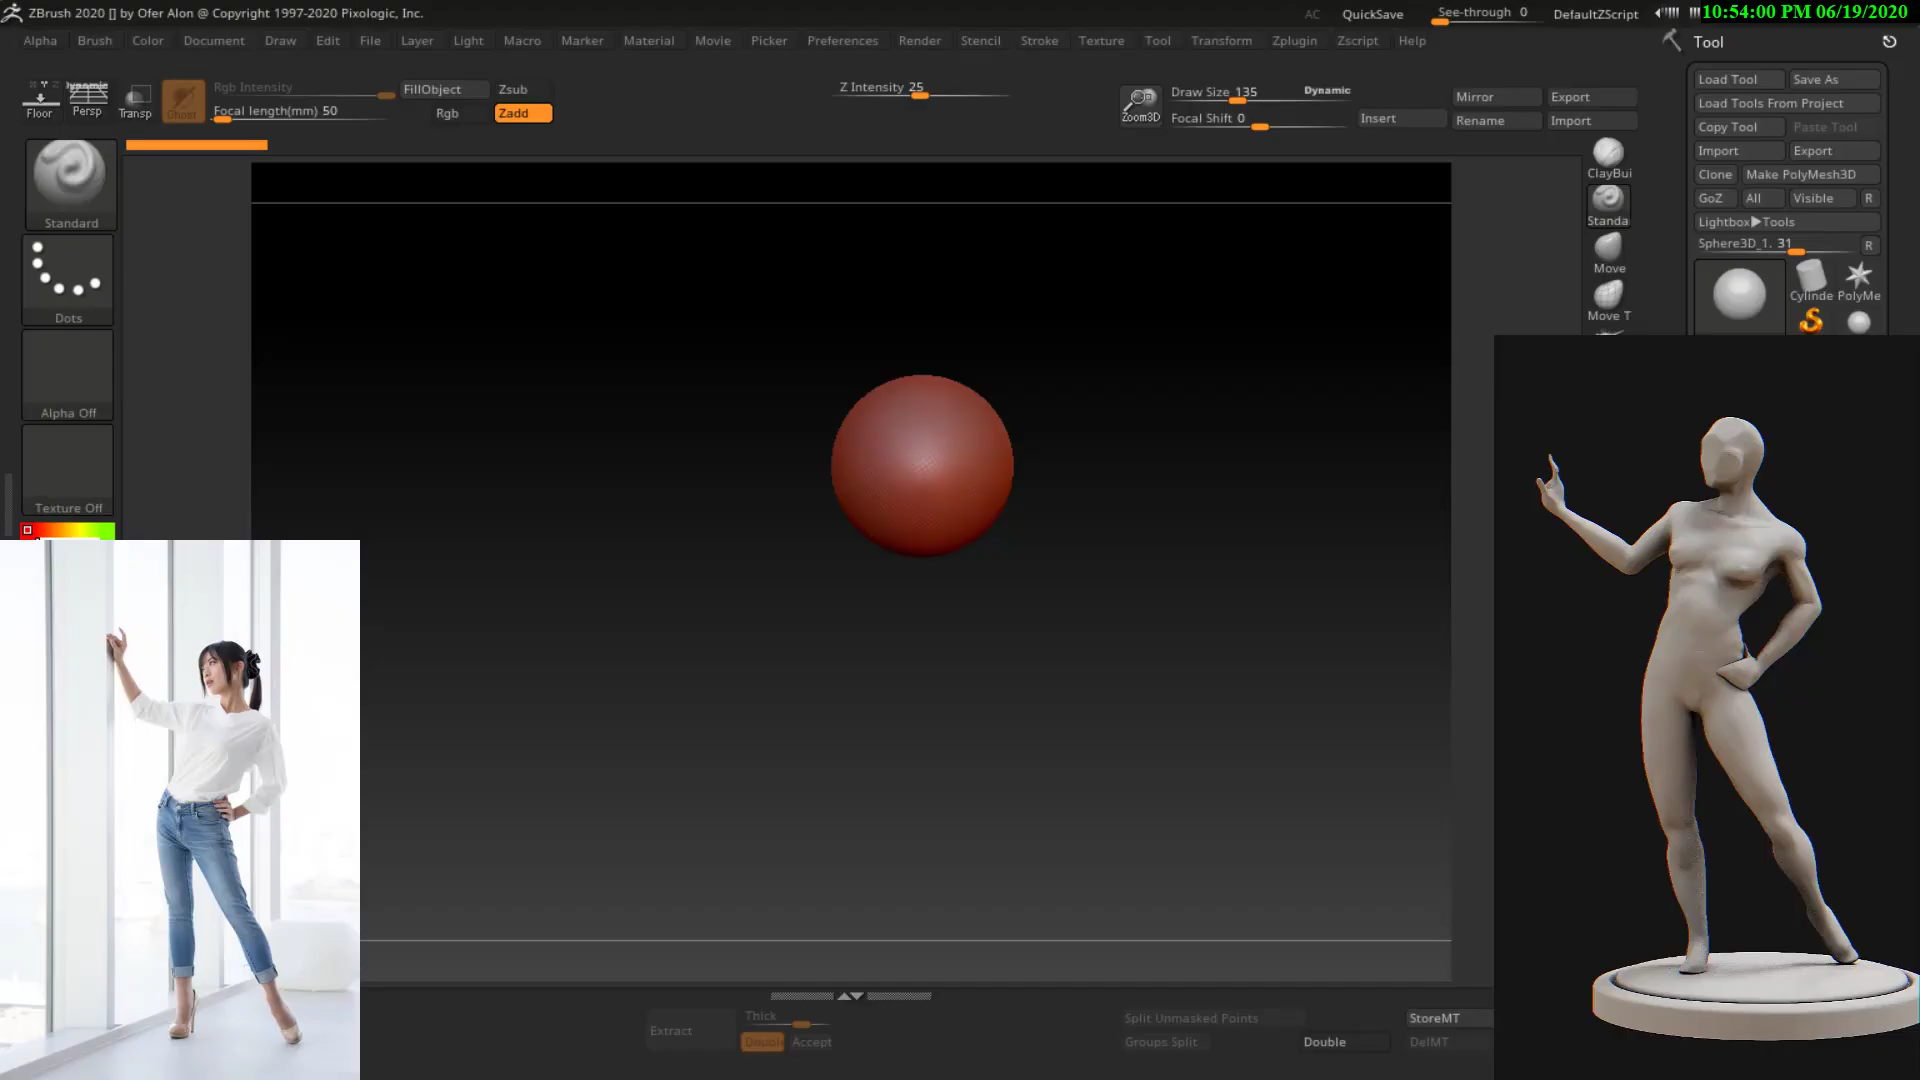 ZBrush 2020 [] by Ofer Alon @ Copyright 1997-2020 Pixologic, Inc.
AC QuickSave See-through 0 DefaultZScript 10:54:00 PM 06/19/2020
Alpha Brush Color Document Draw Edit File Layer Light Macro Marker Material Movie Picker Preferences Render Stencil Stroke Texture Tool Transform Zplugin Zscript Help
Tool
Floor
Dynamic
Persp
Transp
Ghost
Rgb Intensity
Focal length(mm) 50
FillObject
Zsub
Rgb
Zadd
Z Intensity 25
Zoom3D
Draw Size 135
Dynamic
Focal Shift 0
Insert
Mirror
Export
Rename
Import
Load Tool
Save As
Load Tools From Project
Copy Tool
Paste Tool
Import
Export
Clone
Make PolyMesh3D
GoZ
All
Visible
R
Lightbox▶Tools
Sphere3D_1. 31
R
Cylinde
PolyMe
ClayBui
Standa
Move
Move T
Standard
Dots
Alpha Off
Texture Off
Extract
Thick
Double
Accept
Split Unmasked Points
Groups Split
Double
StoreMT
DelMT